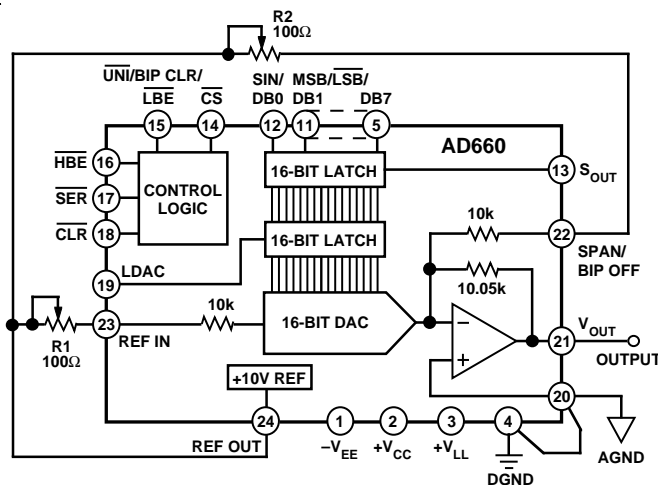 R2
100Ω
UNI/BIP CLR/
LBE
CS
SIN/
DB0
MSB/LSB/
DB1
DB7
15
14
12
11
5
AD660
HBE
16
SER
17
CLR
18
CONTROL
LOGIC
16-BIT LATCH
13
SOUT
10k
22
SPAN/
BIP OFF
16-BIT LATCH
19
LDAC
10.05k
10k
16-BIT DAC
23
REF IN
R1
100Ω
−
+
21
VOUT
OUTPUT
+10V REF
20
24
REF OUT
1
–VEE
2
+VCC
3
+VLL
4
DGND
AGND